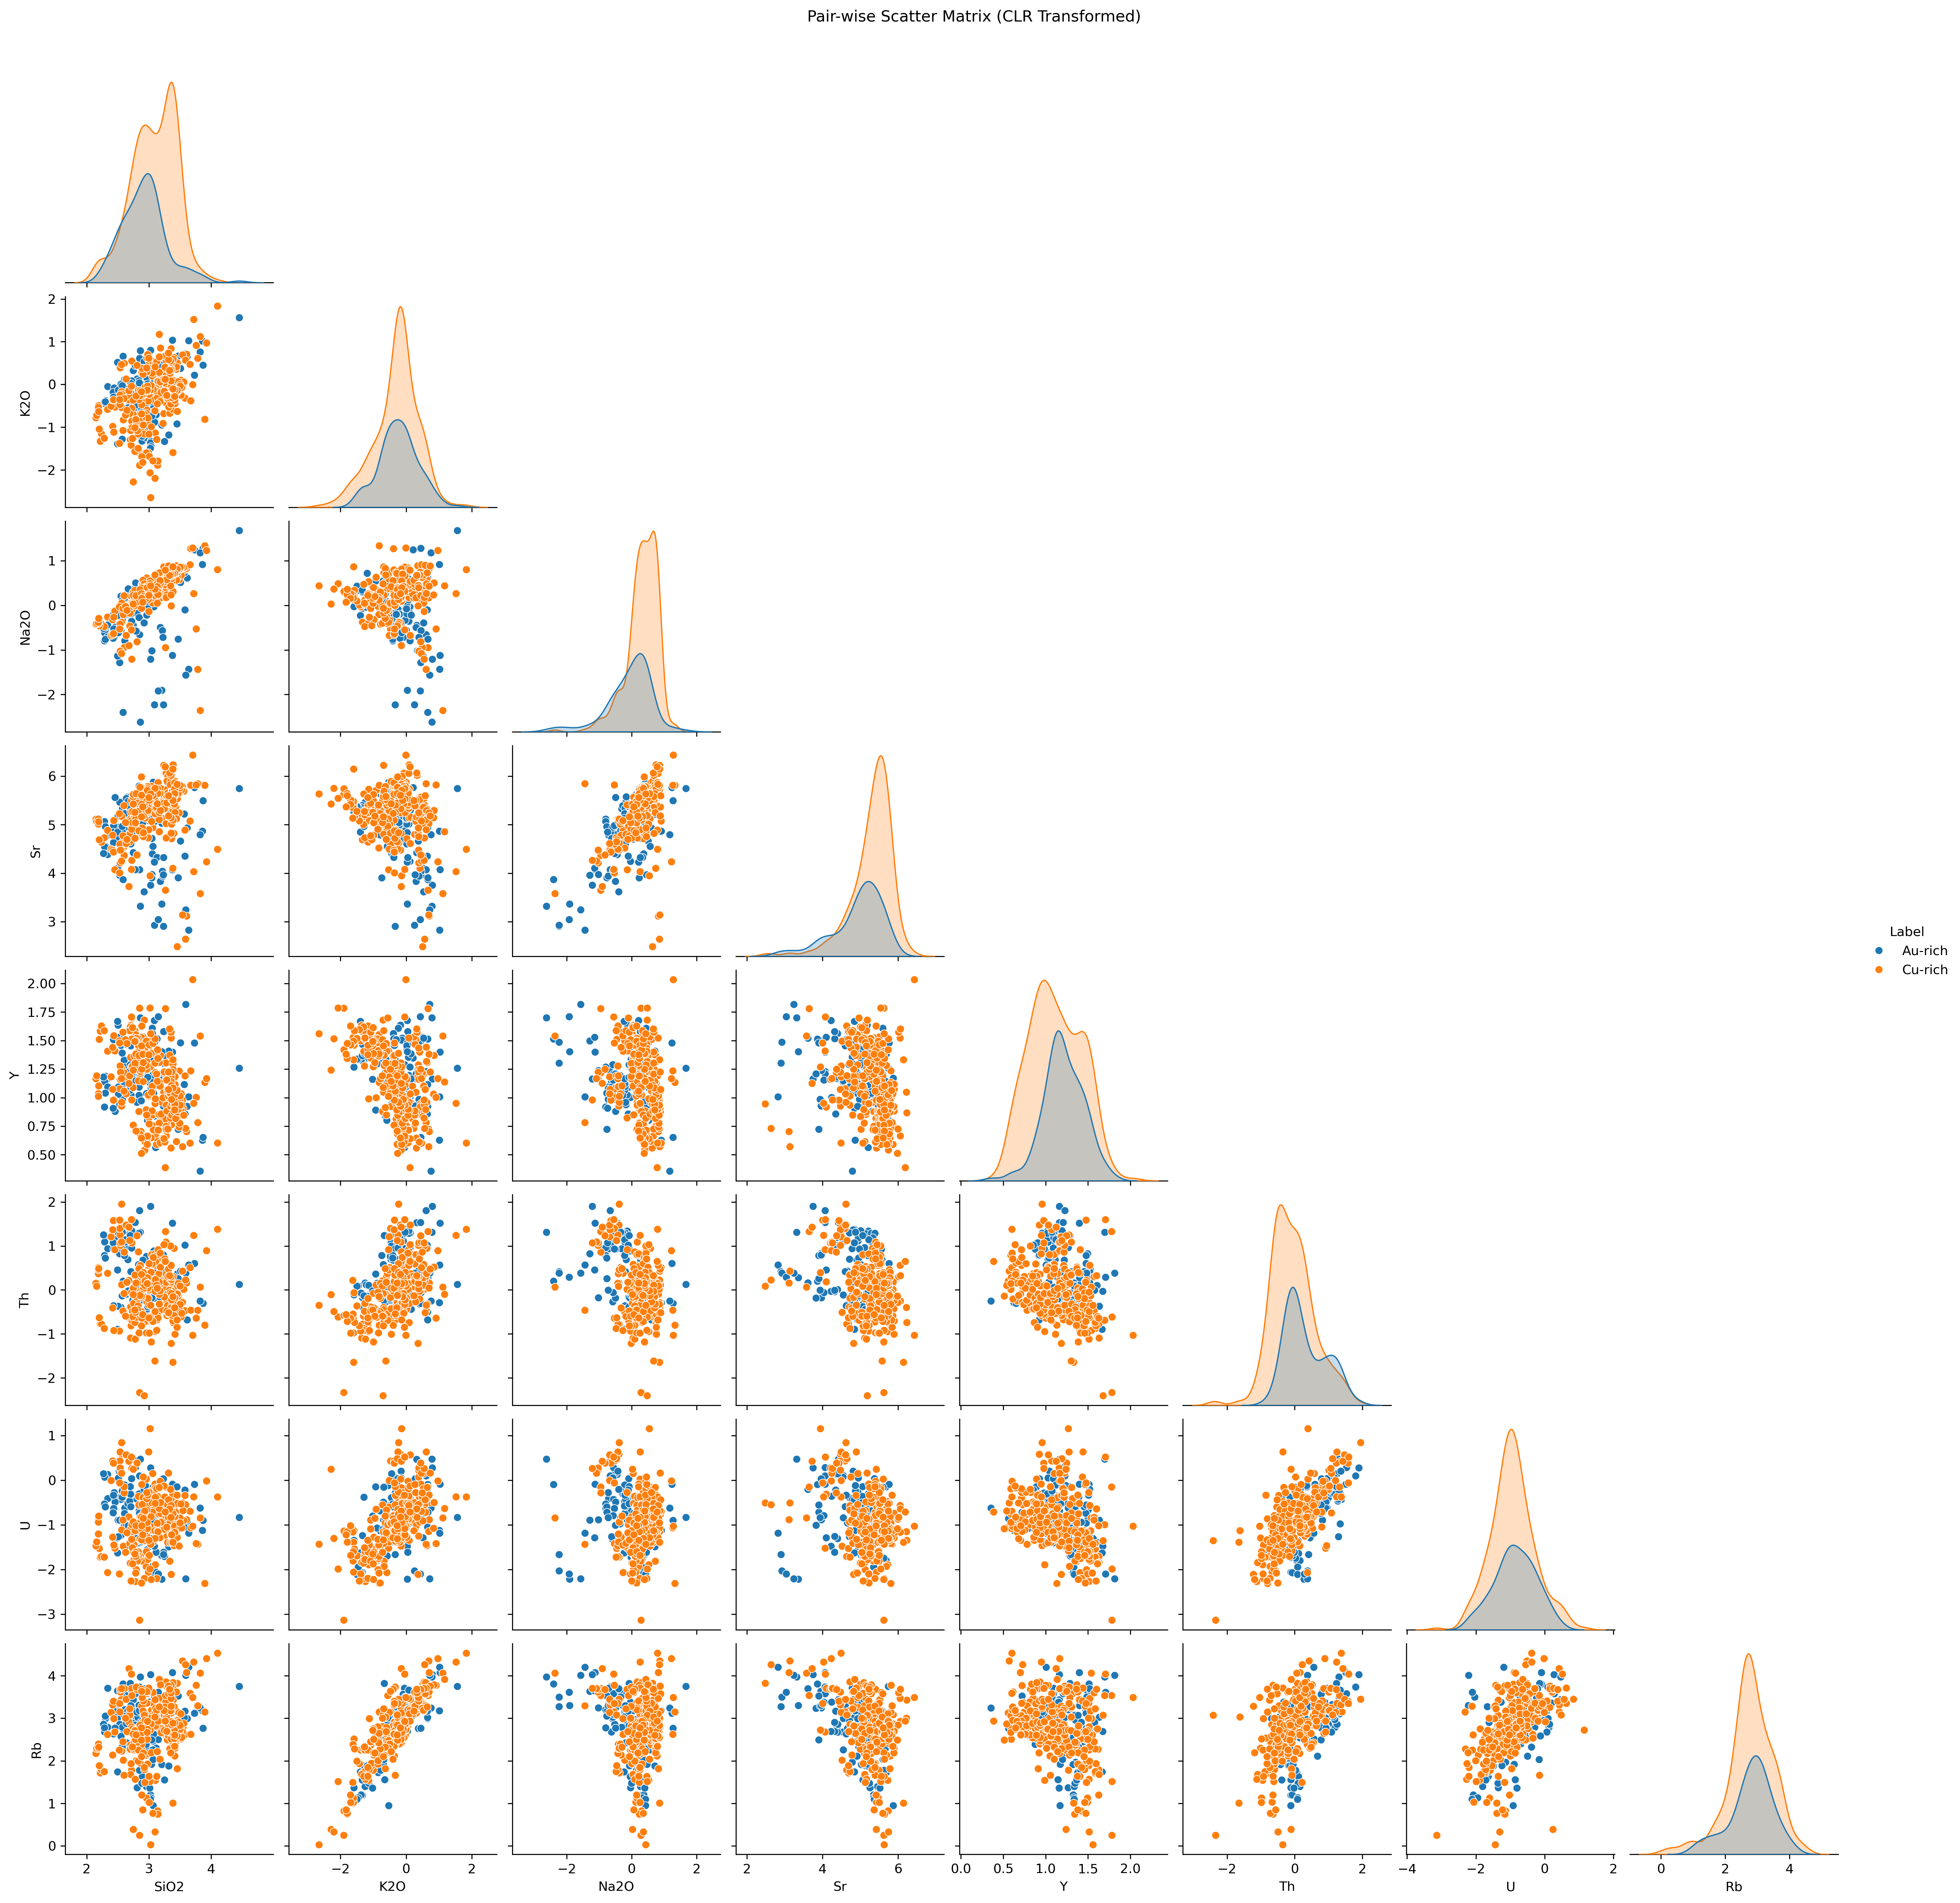 Pair-wise Scatter Matrix (CLR Transformed)
2
1
0
−1
−2
K2O
1
0
−1
−2
Na2O
6
5
4
3
Sr
Label
Au-rich
Cu-rich
2.00
1.75
1.50
1.25
1.00
0.75
0.50
Y
2
1
0
−1
−2
Th
1
0
−1
−2
−3
U
4
3
2
1
0
Rb
2 3 4
−2 0 2
−2 0 2
2 4 6
0.0 0.5 1.0 1.5 2.0
−2 0 2
−4 −2 0 2
0 2 4
SiO2 K2O Na2O Sr Y Th U Rb